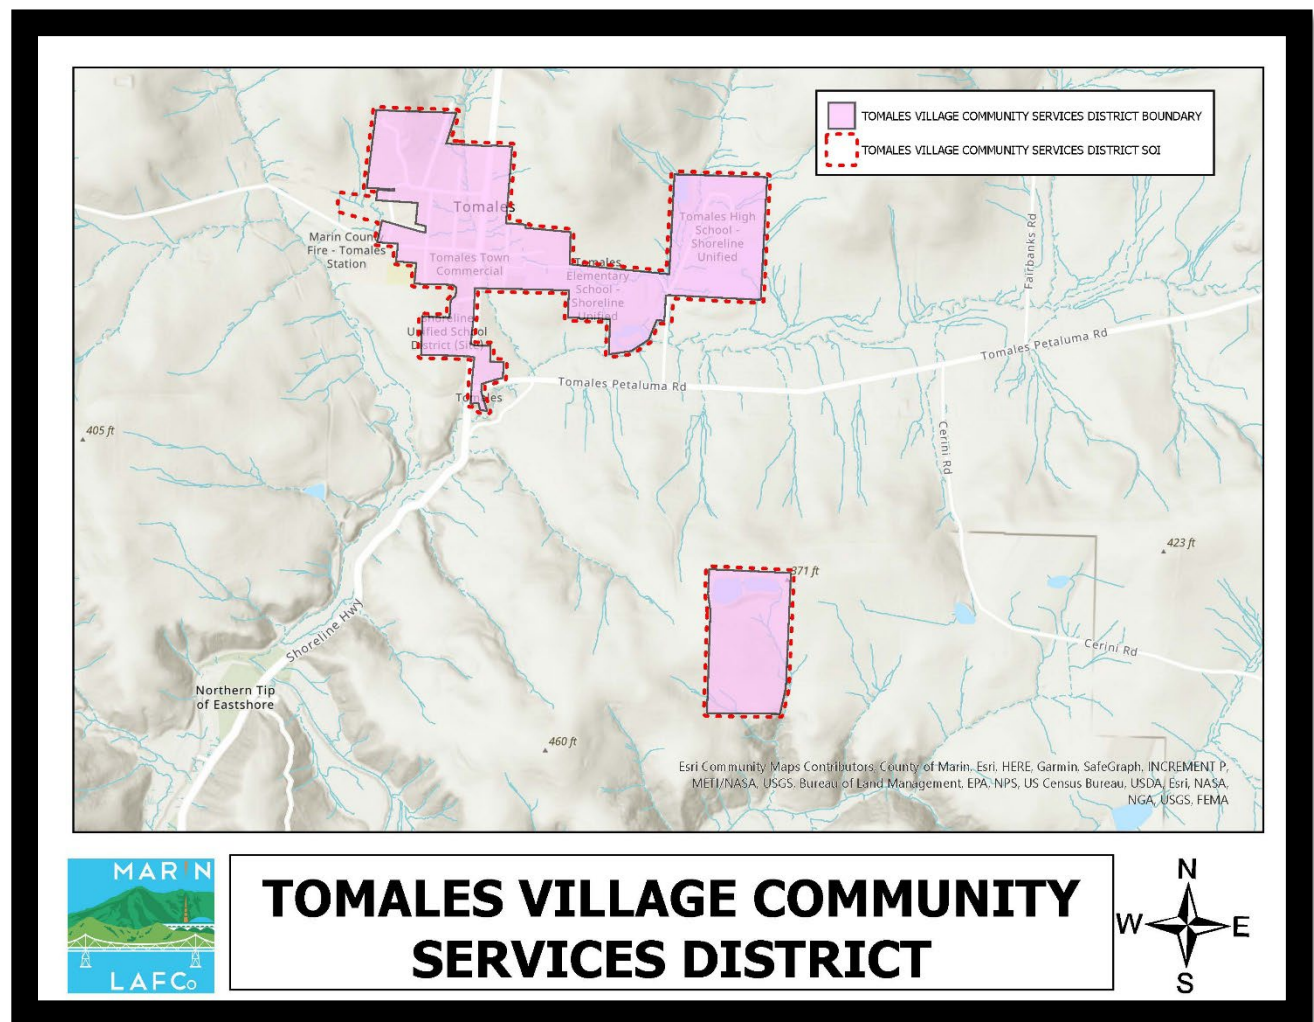 TOMALES VILLAGE COMMUNITY SERVICES DISTRICT BOUNDARY
TOMALES VILLAGE COMMUNITY SERVICES DISTRICT SOI
Tomales
Marin County
Fire - Tomales
Station
Tomales Town
Commercial
Tomales High
School -
Shoreline
Unified
Tomales
Elementary
School -
Shoreline
Unified
Shoreline
Unified School
District (Site)
Tomales
Fairbanks Rd
Tomales Petaluma Rd
Tomales Petaluma Rd
Cerini Rd
405 ft
423 ft
371 ft
Shoreline Hwy
Cerini Rd
Northern Tip
of Eastshore
460 ft
Esri Community Maps Contributors, County of Marin, Esri, HERE, Garmin, SafeGraph, INCREMENT P,
METI/NASA, USGS, Bureau of Land Management, EPA, NPS, US Census Bureau, USDA, Esri, NASA,
NGA, USGS, FEMA
MARIN
LAFCo
TOMALES VILLAGE COMMUNITY
SERVICES DISTRICT
N
W E
S